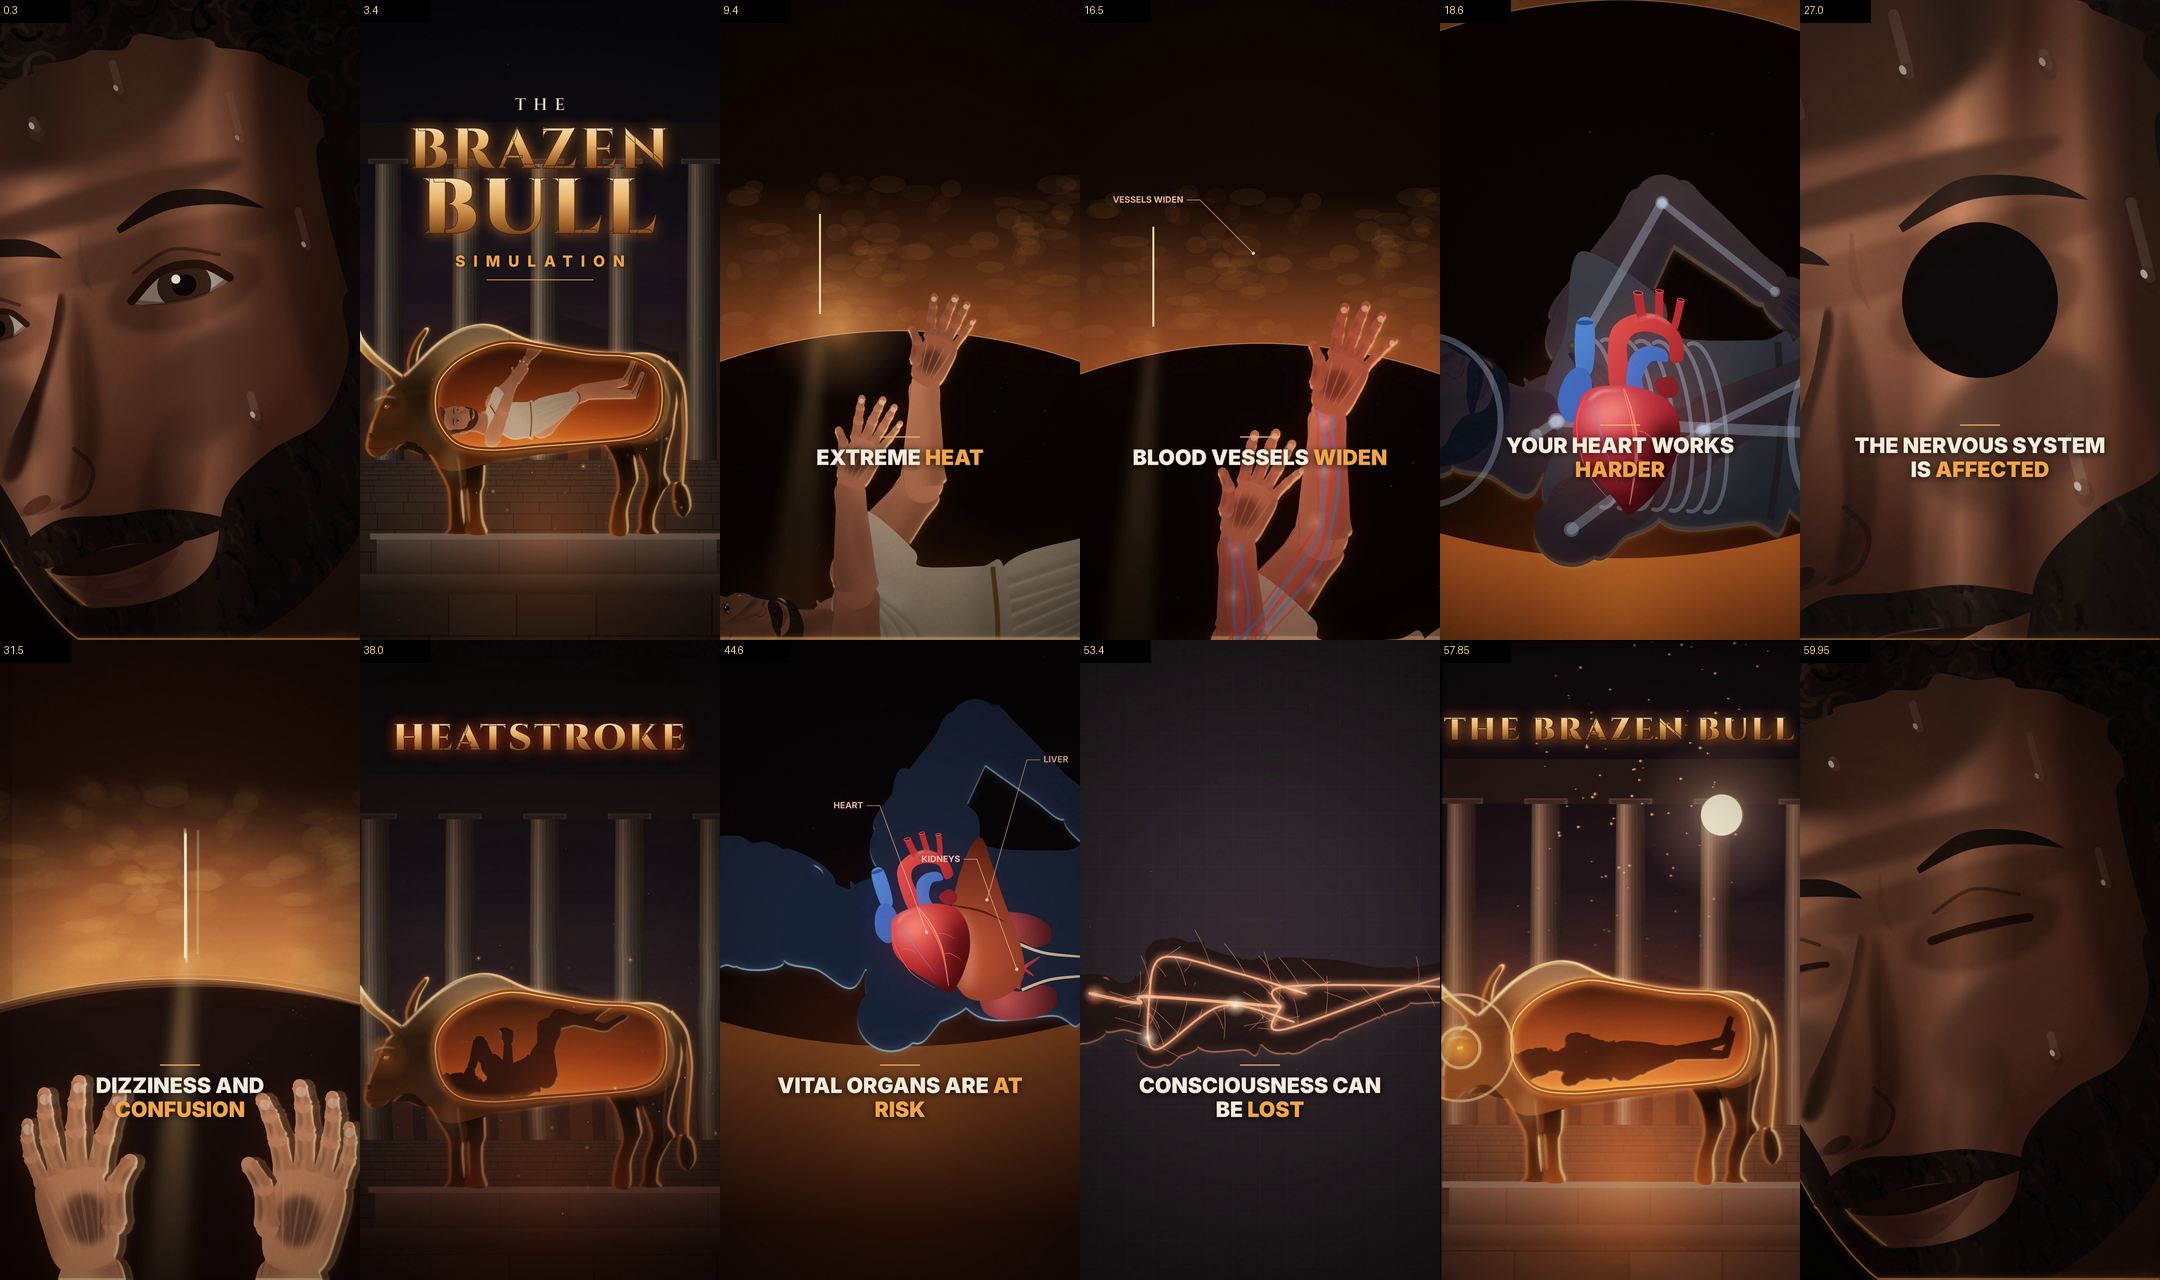 0.3
3.4
THE
BRAZEN
BULL
SIMULATION
9.4
EXTREME HEAT
16.5
VESSELS WIDEN
BLOOD VESSELS WIDEN
18.6
YOUR HEART WORKS
HARDER
27.0
THE NERVOUS SYSTEM
IS AFFECTED
31.5
DIZZINESS AND
CONFUSION
38.0
HEATSTROKE
44.6
LIVER
HEART
KIDNEYS
VITAL ORGANS ARE AT
RISK
53.4
CONSCIOUSNESS CAN
BE LOST
57.85
THE BRAZEN BULL
59.95